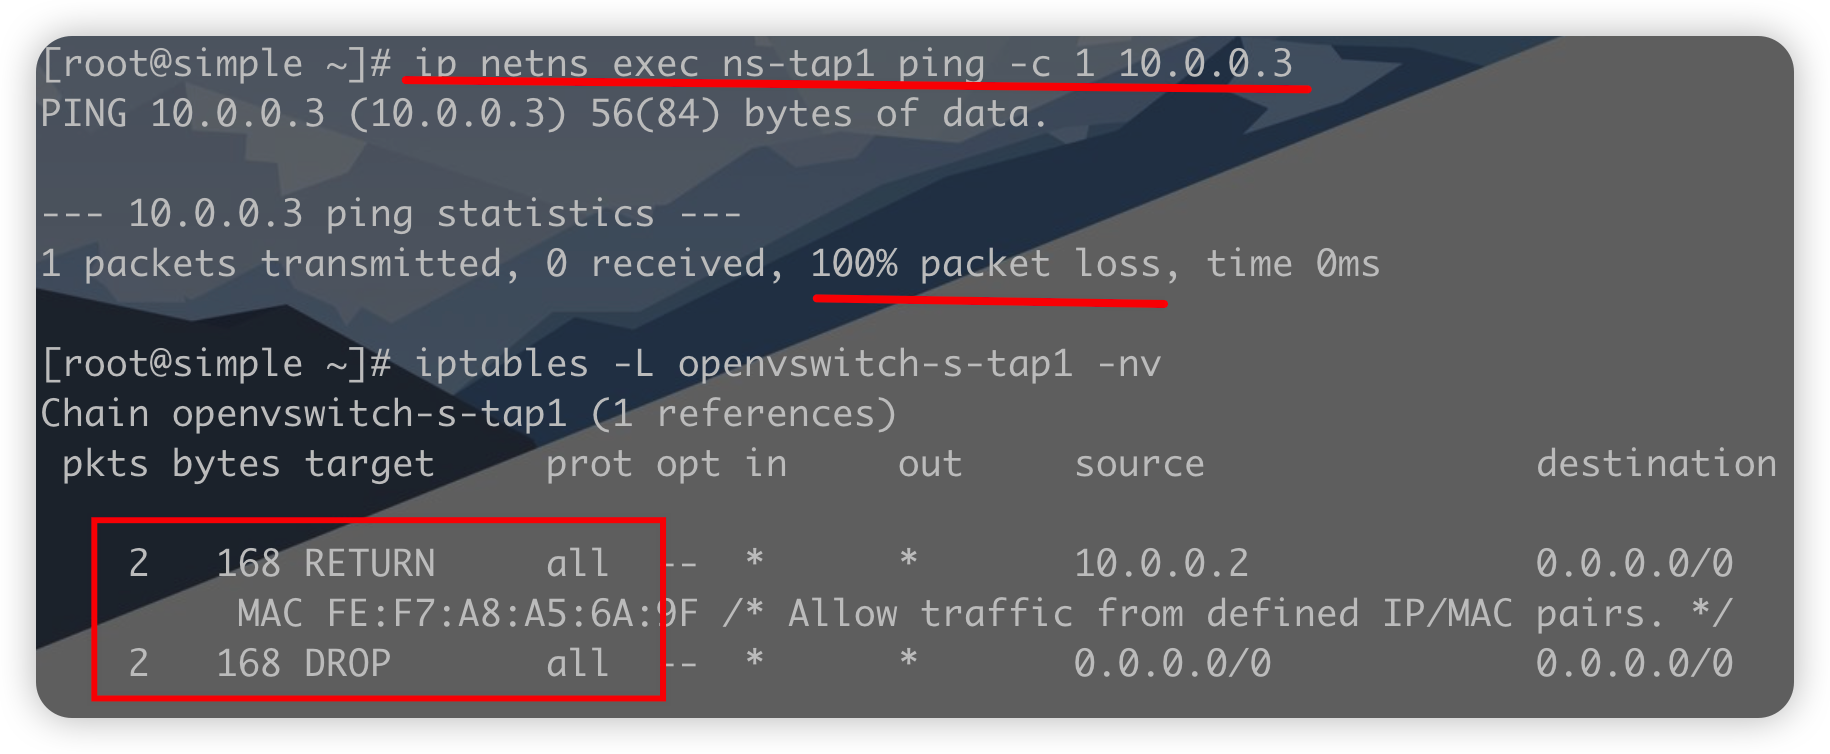 [root@simple ~]# ip netns exec ns-tap1 ping -c 1 10.0.0.3
PING 10.0.0.3 (10.0.0.3) 56(84) bytes of data.
--- 10.0.0.3 ping statistics ---
1 packets transmitted, 0 received, 100% packet loss, time 0ms
[root@simple ~]# iptables -L openvswitch-s-tap1 -nv
Chain openvswitch-s-tap1 (1 references)
 pkts bytes target     prot opt in     out     source               destination
    2   168 RETURN     all  --  *      *       10.0.0.2             0.0.0.0/0
         MAC FE:F7:A8:A5:6A:9F /* Allow traffic from defined IP/MAC pairs. */
    2   168 DROP       all  --  *      *       0.0.0.0/0            0.0.0.0/0